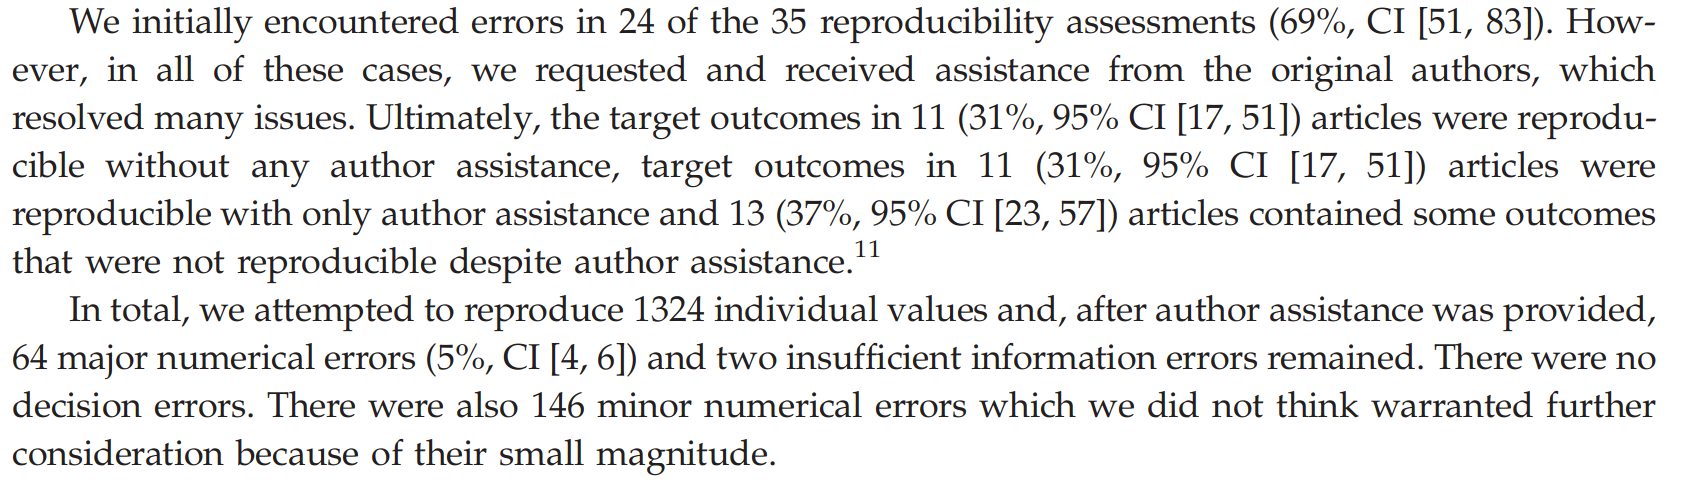 We initially encountered errors in 24 of the 35 reproducibility assessments (69%, CI [51, 83]). How-
ever, in all of these cases, we requested and received assistance from the original authors, which
resolved many issues. Ultimately, the target outcomes in 11 (31%, 95% CI [17, 51]) articles were reprodu-
cible without any author assistance, target outcomes in 11 (31%, 95% CI [17, 51]) articles were
reproducible with only author assistance and 13 (37%, 95% CI [23, 57]) articles contained some outcomes
that were not reproducible despite author assistance.11
In total, we attempted to reproduce 1324 individual values and, after author assistance was provided,
64 major numerical errors (5%, CI [4, 6]) and two insufficient information errors remained. There were no
decision errors. There were also 146 minor numerical errors which we did not think warranted further
consideration because of their small magnitude.